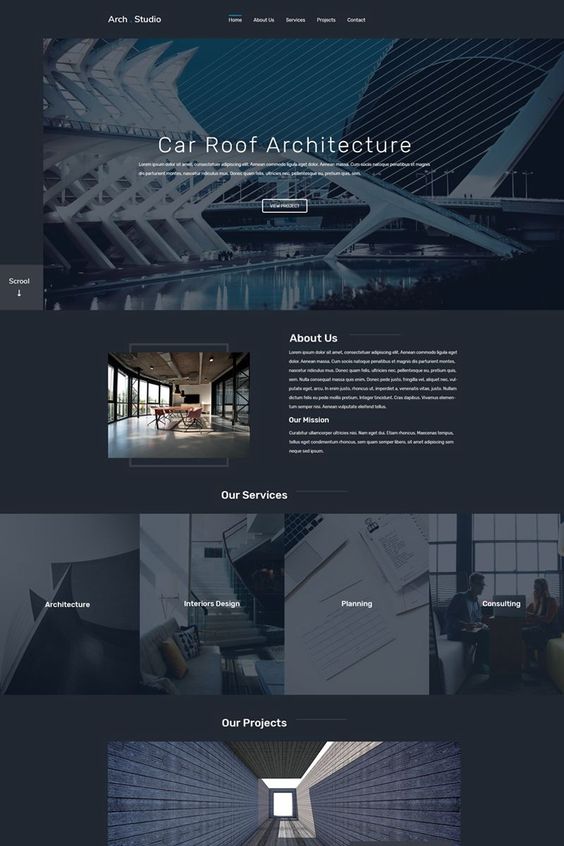 Arch . Studio
Home About Us Services Projects Contact
Car Roof Architecture
Lorem ipsum dolor sit amet, consectetuer adipiscing elit. Aenean commodo ligula eget dolor. Aenean massa. Cum sociis natoque penatibus et magnis
dis parturient montes, nascetur ridiculus mus. Donec quam felis, ultricies nec, pellentesque eu, pretium quis, sem.
VIEW PROJECT
Scrool
↓
About Us
Lorem ipsum dolor sit amet, consectetuer adipiscing elit. Aenean commodo eget
dolor. Aenean massa. Cum sociis natoque penatibus et magnis dis parturient montes,
nascetur ridiculus mus. Donec quam felis, ultricies nec, pellentesque eu, pretium quis,
sem. Nulla consequat massa quis enim. Donec pede justo, fringilla vel, aliquet nec, vul-
putate eget, arcu. In enim justo, rhoncus ut, imperdiet a, venenatis vitae, justo. Nullam
dictum felis eu pede mollis pretium. Integer tincidunt. Cras dapibus. Vivamus elemen-
tum semper nisi. Aenean vulputate eleifend tellus.
Our Mission
Curabitur ullamcorper ultricies nisi. Nam eget dui. Etiam rhoncus. Maecenas tempus,
tellus eget condimentum rhoncus, sem quam semper libero, sit amet adipiscing sem
neque sed ipsum.
Our Services
Architecture
Interiors Design
Planning
Consulting
Our Projects